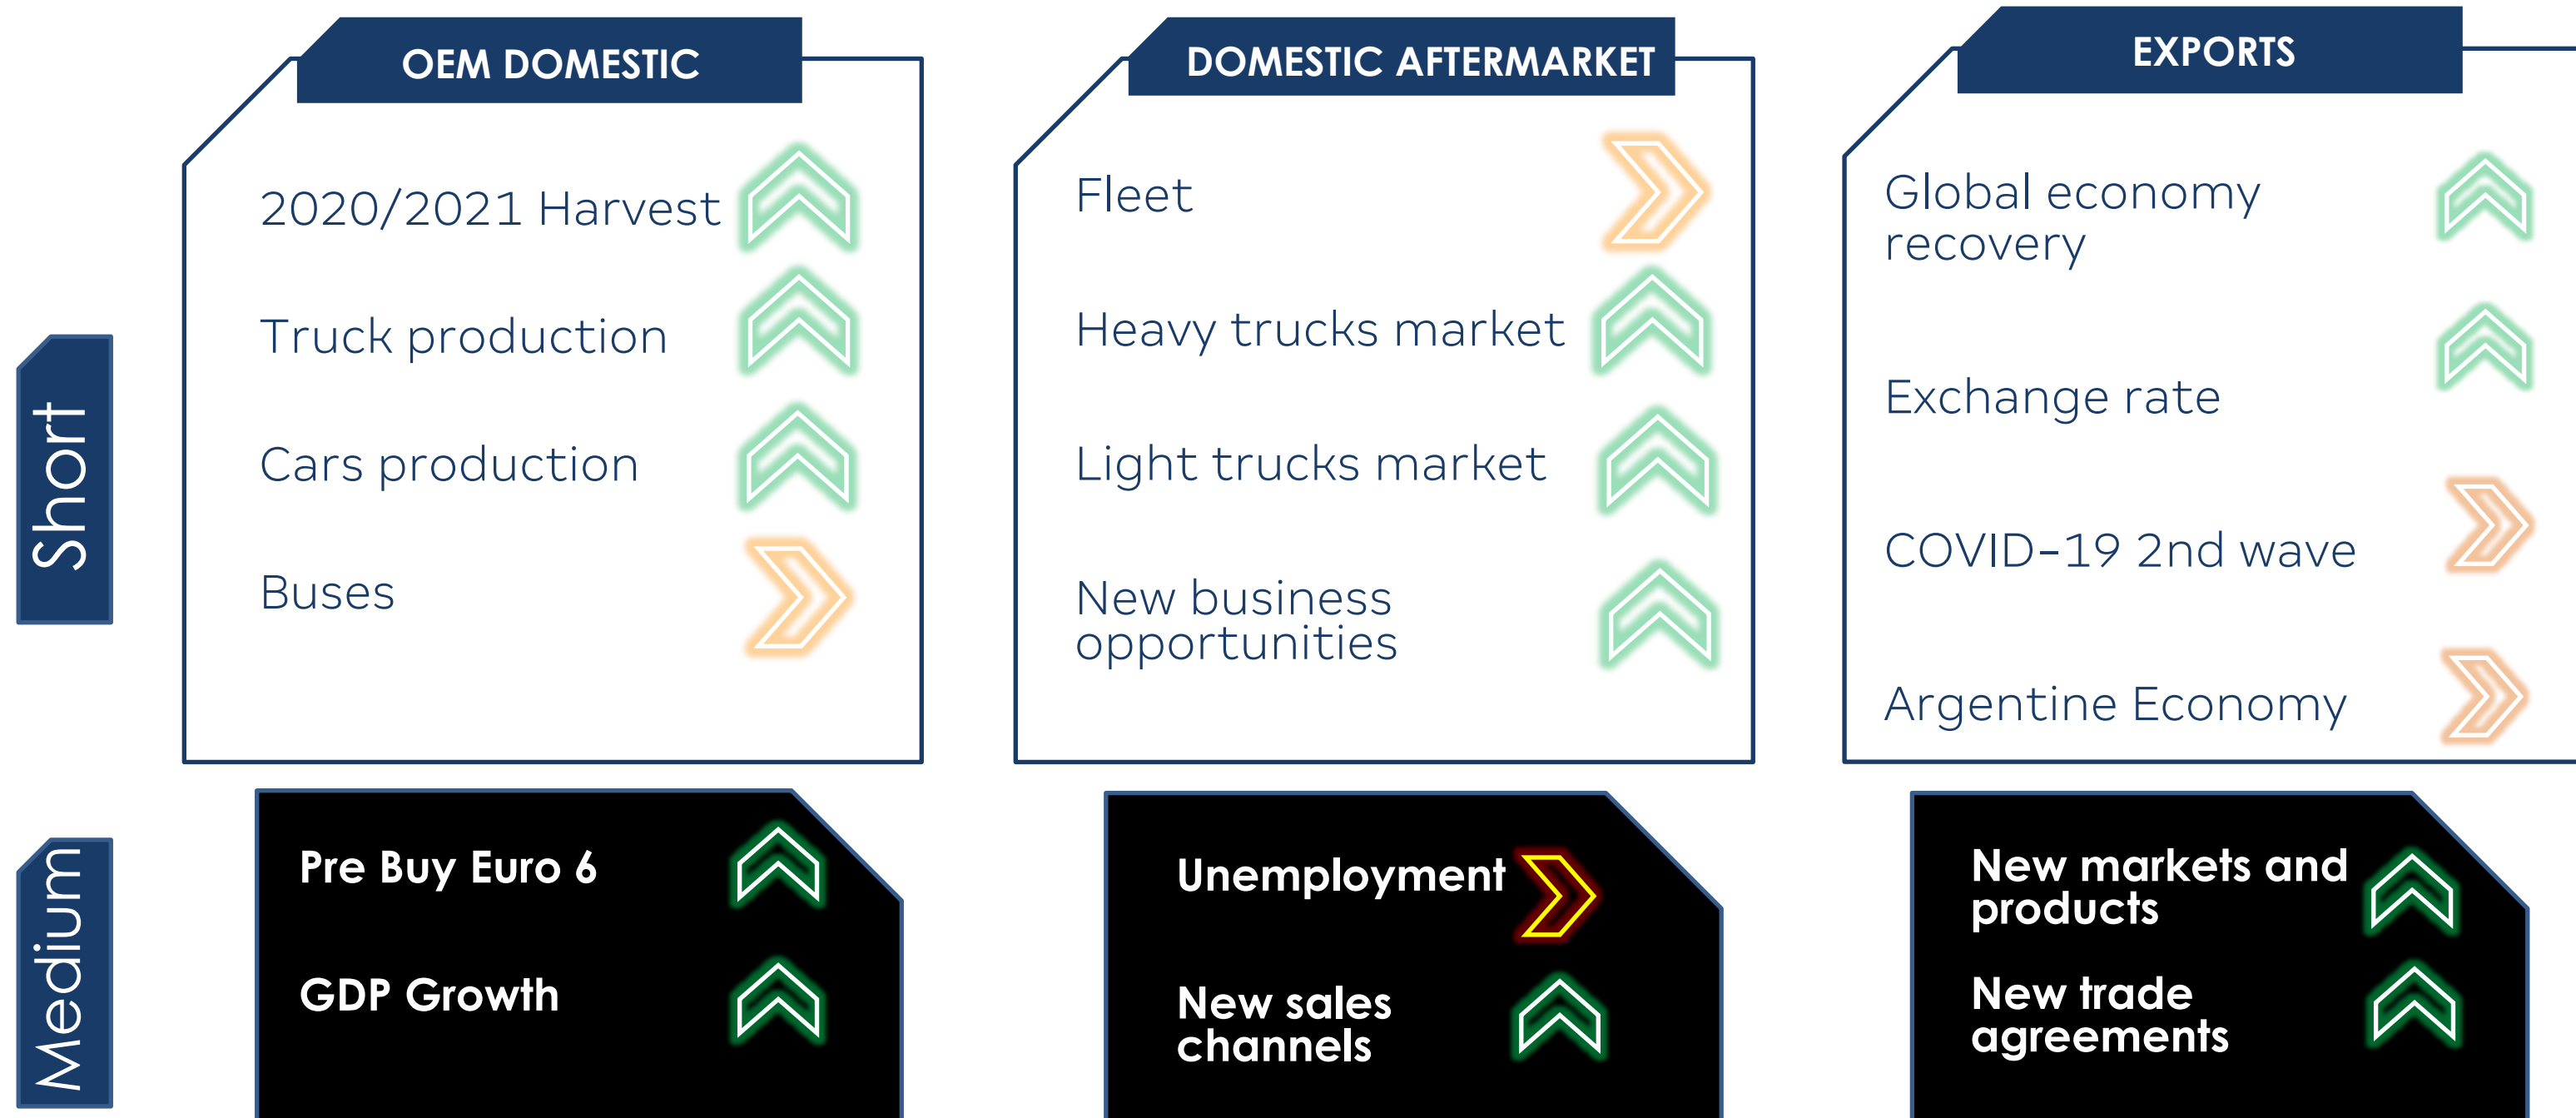 OEM DOMESTIC
2020/2021 Harvest
Truck production
Cars production
Buses
DOMESTIC AFTERMARKET
Fleet
Heavy trucks market
Light trucks market
New business
opportunities
EXPORTS
Global economy
recovery
Exchange rate
COVID-19 2nd wave
Argentine Economy
Short
Medium
Pre Buy Euro 6
GDP Growth
Unemployment
New sales
channels
New markets and
products
New trade
agreements